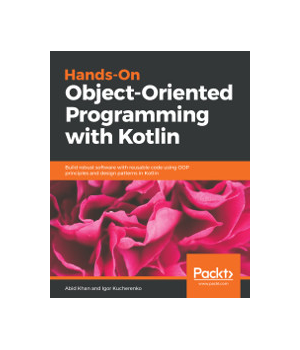 Hands-On
Object-Oriented
Programming
with Kotlin
Build robust software with reusable code using OOP
principles and design patterns in Kotlin
Packt>
www.packt.com
Abid Khan and Igor Kucherenko